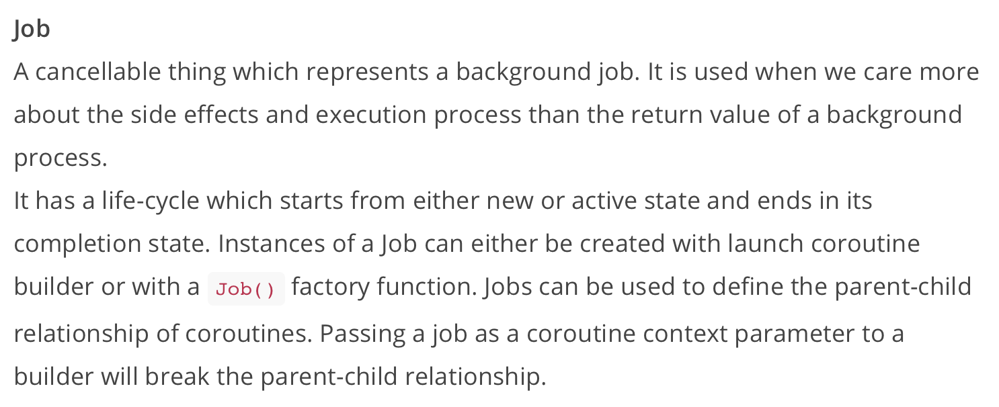 Job
A cancellable thing which represents a background job. It is used when we care more
about the side effects and execution process than the return value of a background
process.
It has a life-cycle which starts from either new or active state and ends in its
completion state. Instances of a Job can either be created with launch coroutine
builder or with a Job() factory function. Jobs can be used to define the parent-child
relationship of coroutines. Passing a job as a coroutine context parameter to a
builder will break the parent-child relationship.